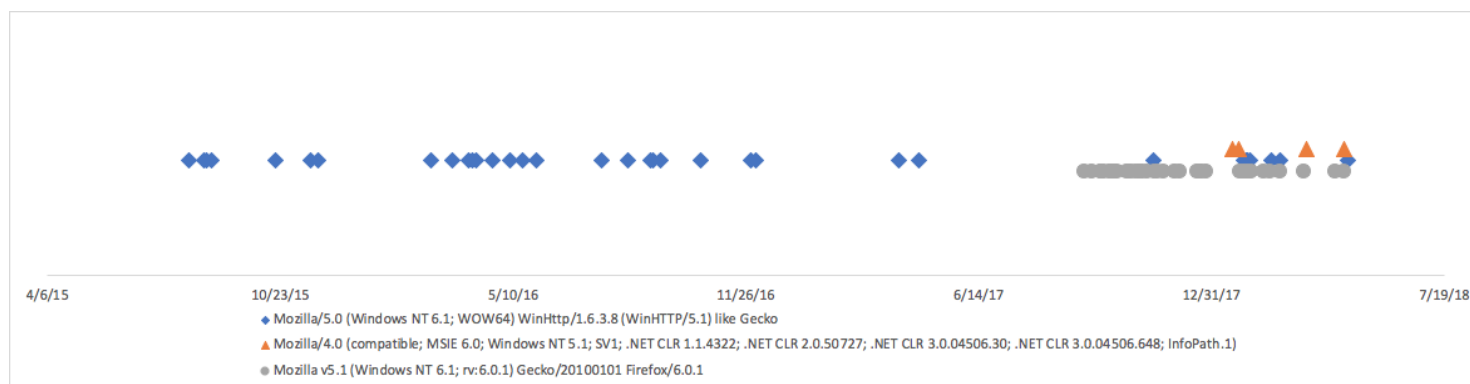 4/6/15 10/23/15 5/10/16 11/26/16 6/14/17 12/31/17 7/19/18
Mozilla/5.0 (Windows NT 6.1; WOW64) WinHttp/1.6.3.8 (WinHTTP/5.1) like Gecko
Mozilla/4.0 (compatible; MSIE 6.0; Windows NT 5.1; SV1; .NET CLR 1.1.4322; .NET CLR 2.0.50727; .NET CLR 3.0.04506.30; .NET CLR 3.0.04506.648; InfoPath.1)
Mozilla v5.1 (Windows NT 6.1; rv:6.0.1) Gecko/20100101 Firefox/6.0.1